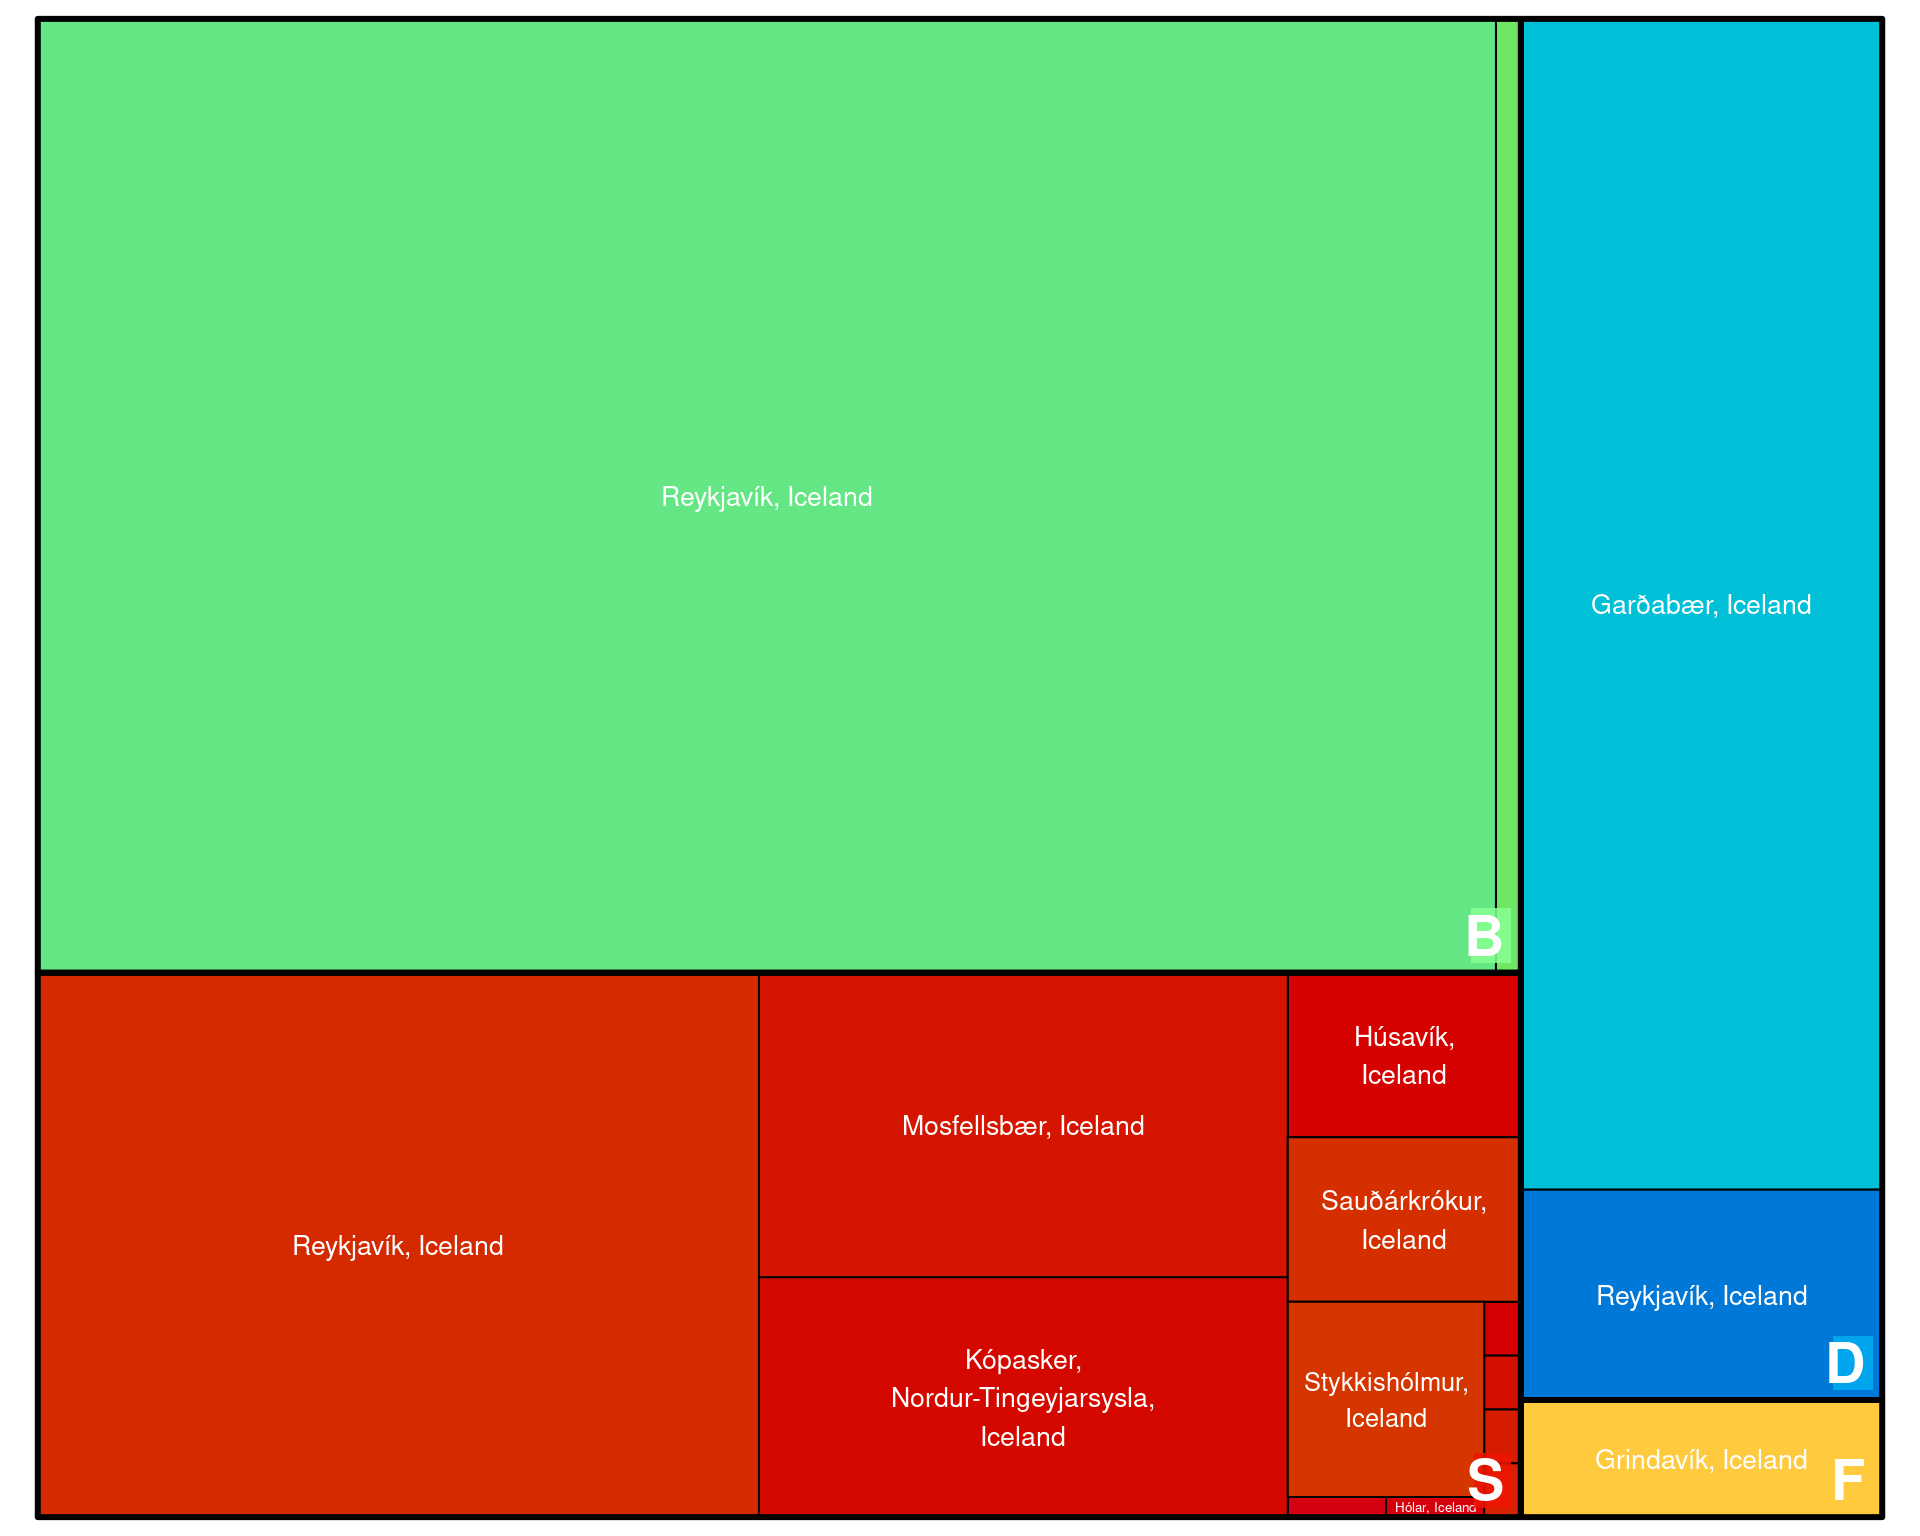 Reykjavík, Iceland
B
Garðabær, Iceland
Reykjavík, Iceland
D
Grindavík, Iceland
F
Reykjavík, Iceland
Mosfellsbær, Iceland
Kópasker,
Nordur-Tingeyjarsysla,
Iceland
Húsavík,
Iceland
Sauðárkrókur,
Iceland
Stykkishólmur,
Iceland
Hólar, Iceland
S